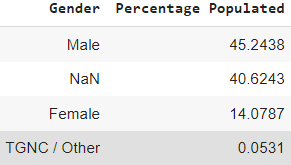 Gender Percentage Populated
Male 45.2438
NaN 40.6243
Female 14.0787
TGNC / Other 0.0531